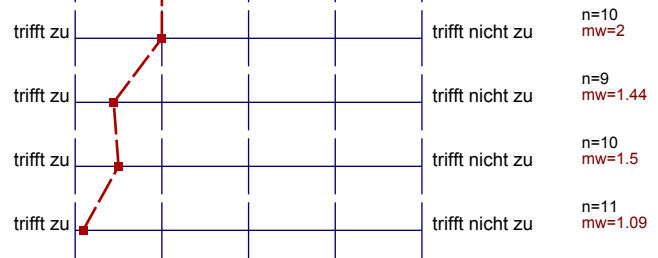 trifft zu trifft nicht zu n=10
mw=2
trifft zu trifft nicht zu n=9
mw=1.44
trifft zu trifft nicht zu n=10
mw=1.5
trifft zu trifft nicht zu n=11
mw=1.09